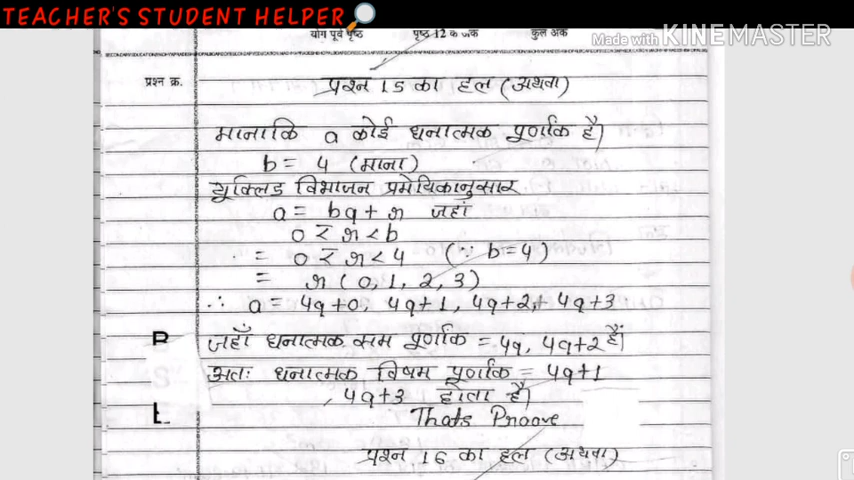 TEACHER'S STUDENT HELPER
योग पूर्व पृष्ठ पृष्ठ 12 क अंक कुल अंक
Made with KINEMASTER
प्रश्न क्र.
प्रश्न 15 का हल (अथवा)
मानाकि a कोई धनात्मक पूर्णांक है।
b = 4 (माना)
यूक्लिड विभाजन प्रमेयिकानुसार
a = bq + r जहां
0 ≤ r < b
= 0 ≤ r < 4 (∵ b = 4)
= r (0, 1, 2, 3)
∴ a = 4q+0, 4q+1, 4q+2, 4q+3
B
जहाँ धनात्मक सम पूर्णांक = 4q, 4q+2 हैं।
अतः धनात्मक विषम पूर्णांक = 4q+1
, 4q+3 होता है।
Thats Proove
प्रश्न 16 का हल (अथवा)